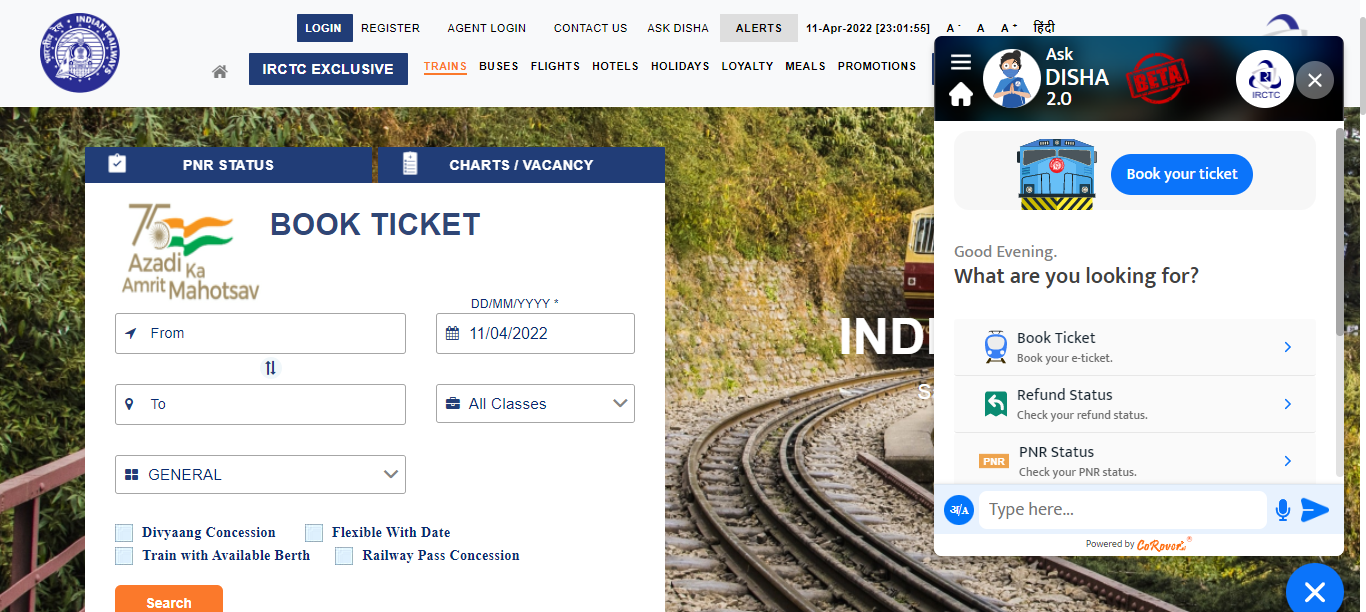 LOGIN REGISTER AGENT LOGIN CONTACT US ASK DISHA ALERTS 11-Apr-2022 [23:01:55] A- A A+ हिंदी
INDIAN RAILWAYS
भारतीय रेल
IRCTC EXCLUSIVE TRAINS BUSES FLIGHTS HOTELS HOLIDAYS LOYALTY MEALS PROMOTIONS
PNR STATUS CHARTS / VACANCY
75
Azadi Ka
Amrit Mahotsav
BOOK TICKET
DD/MM/YYYY *
From 11/04/2022
To All Classes
GENERAL
Divyaang Concession Flexible With Date
Train with Available Berth Railway Pass Concession
Search
INDI
S
Ask
DISHA
2.0
BETA
IRCTC
Book your ticket
Good Evening.
What are you looking for?
Book Ticket
Book your e-ticket.
Refund Status
Check your refund status.
PNR
PNR Status
Check your PNR status.
अ/A Type here...
Powered by CoRover